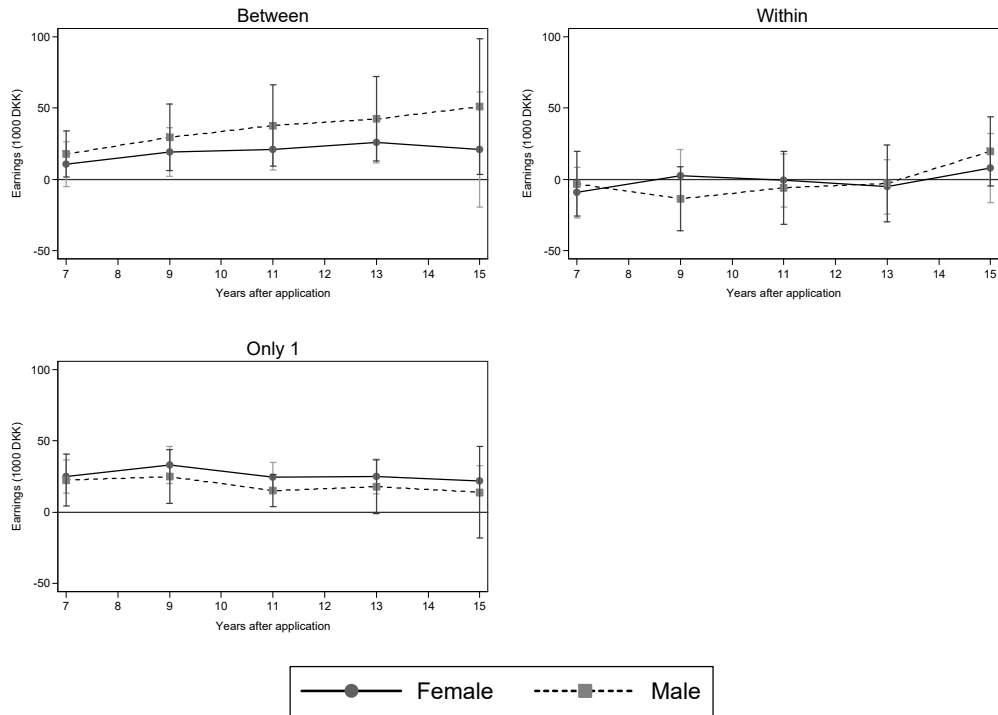 Between
Earnings (1000 DKK)
100
50
0
-50
7 8 9 10 11 12 13 14 15
Years after application
Within
Earnings (1000 DKK)
100
50
0
-50
7 8 9 10 11 12 13 14 15
Years after application
Only 1
Earnings (1000 DKK)
100
50
0
-50
7 8 9 10 11 12 13 14 15
Years after application
Female Male